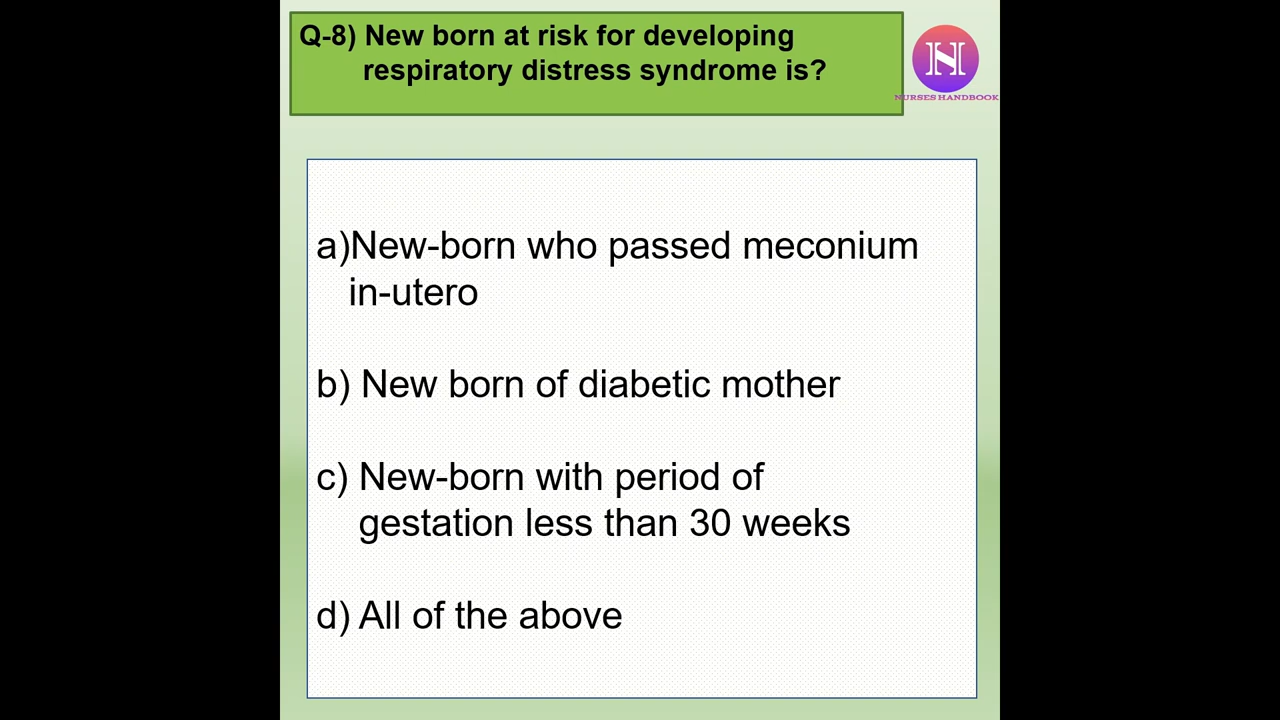 Q-8) New born at risk for developing
respiratory distress syndrome is?
N
NURSES HANDBOOK
a)New-born who passed meconium
in-utero
b) New born of diabetic mother
c) New-born with period of
gestation less than 30 weeks
d) All of the above